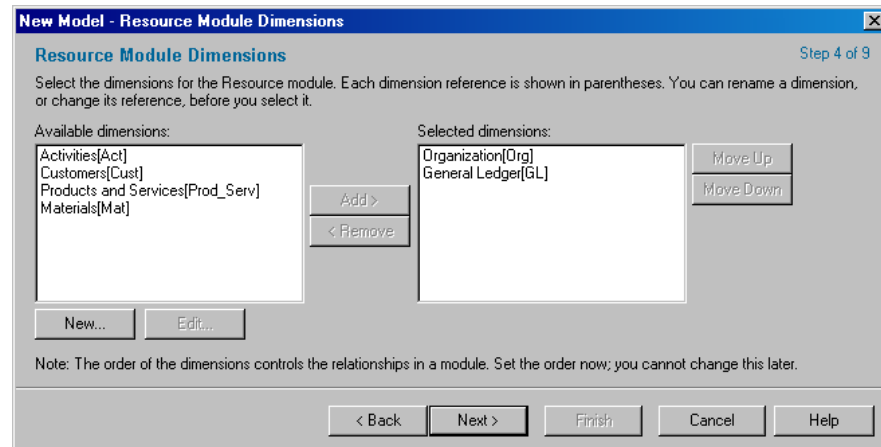 New Model - Resource Module Dimensions
Resource Module Dimensions
Step 4 of 9
Select the dimensions for the Resource module. Each dimension reference is shown in parentheses. You can rename a dimension,
or change its reference, before you select it.
Available dimensions:
Activities[Act]
Customers[Cust]
Products and Services[Prod_Serv]
Materials[Mat]
Add >
< Remove
Selected dimensions:
Organization[Org]
General Ledger[GL]
Move Up
Move Down
New...
Edit...
Note: The order of the dimensions controls the relationships in a module. Set the order now; you cannot change this later.
< Back
Next >
Finish
Cancel
Help